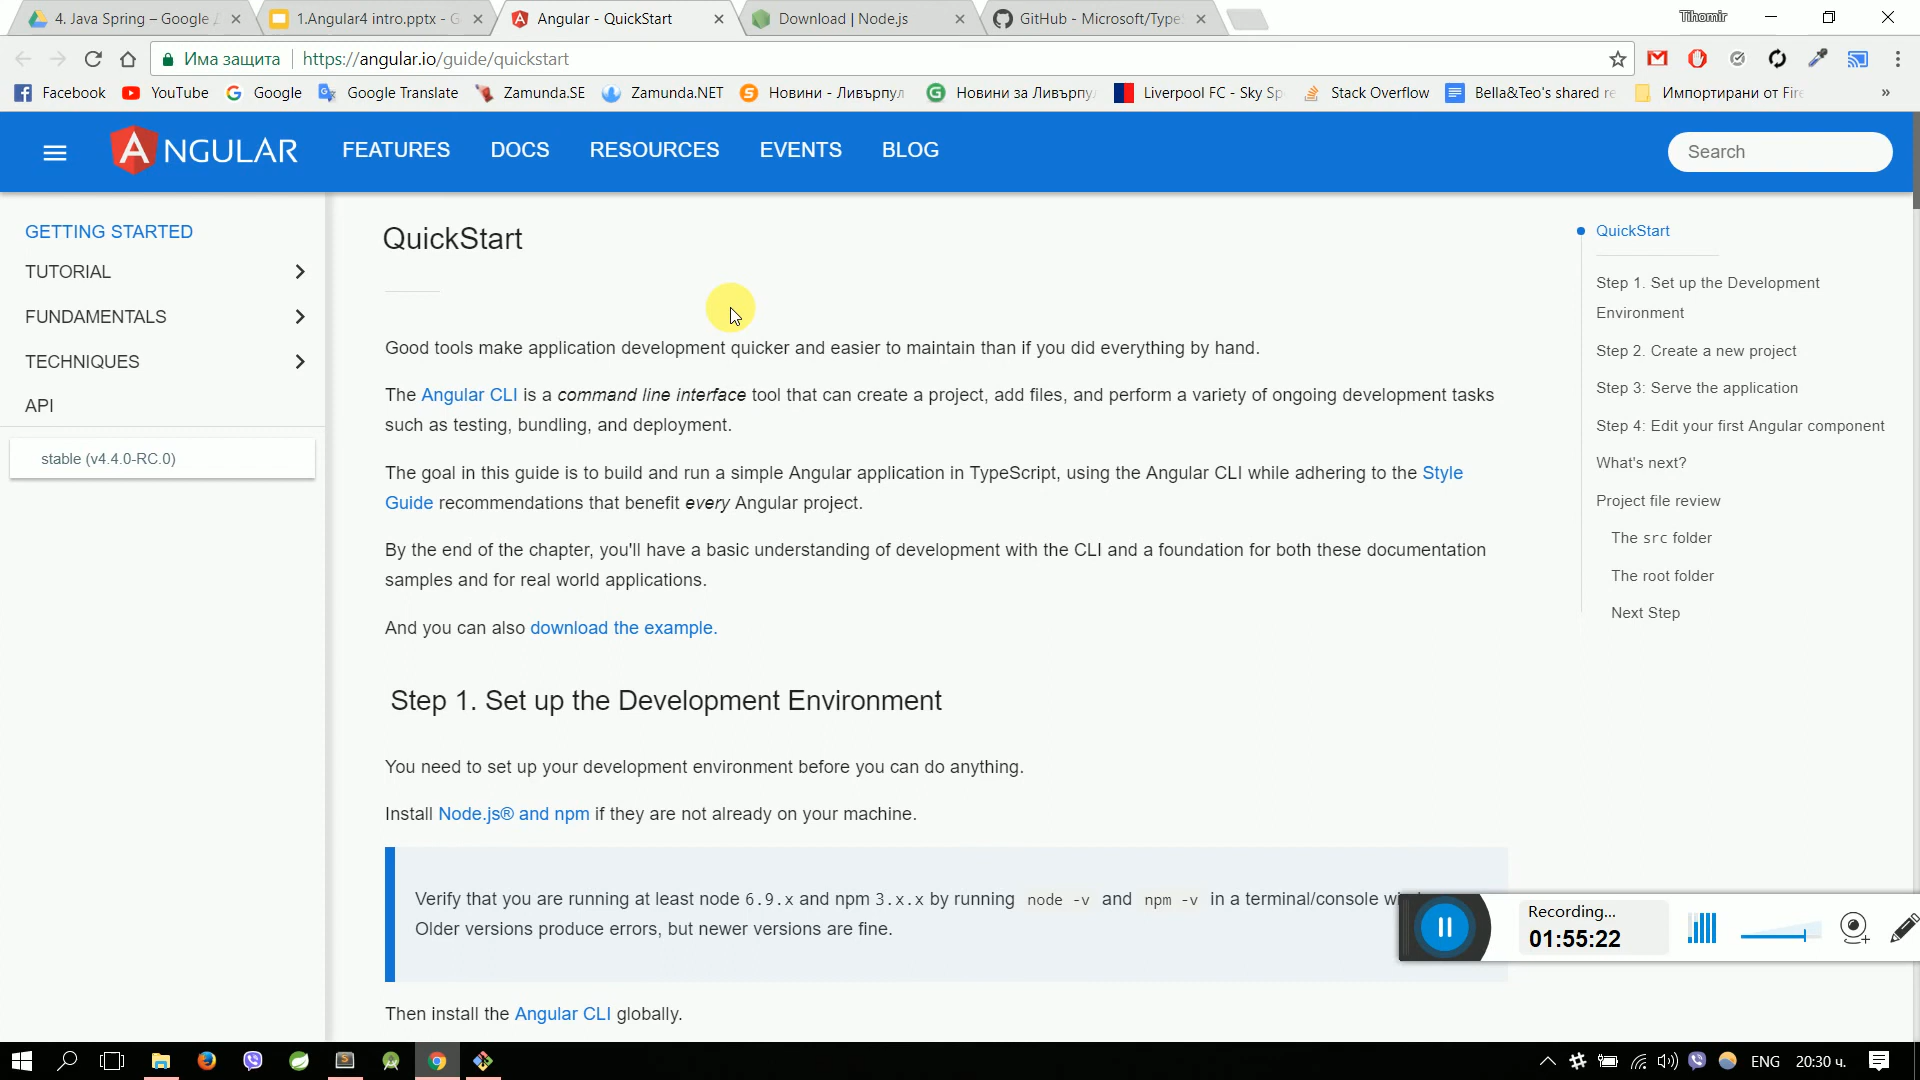 4. Java Spring – Google
1.Angular4 intro.pptx - G
Angular - QuickStart
Download | Node.js
GitHub - Microsoft/Type
Tihomir
Има защита
https://angular.io/guide/quickstart
Facebook
YouTube
Google
Google Translate
Zamunda.SE
Zamunda.NET
Новини - Ливърпул
Новини за Ливърпу
Liverpool FC - Sky Sp
Stack Overflow
Bella&Teo's shared re
Импортирани от Fire
»
ANGULAR
FEATURES
DOCS
RESOURCES
EVENTS
BLOG
Search
GETTING STARTED
TUTORIAL
FUNDAMENTALS
TECHNIQUES
API
stable (v4.4.0-RC.0)
QuickStart
Good tools make application development quicker and easier to maintain than if you did everything by hand.
The Angular CLI is a command line interface tool that can create a project, add files, and perform a variety of ongoing development tasks
such as testing, bundling, and deployment.
The goal in this guide is to build and run a simple Angular application in TypeScript, using the Angular CLI while adhering to the Style
Guide recommendations that benefit every Angular project.
By the end of the chapter, you'll have a basic understanding of development with the CLI and a foundation for both these documentation
samples and for real world applications.
And you can also download the example.
Step 1. Set up the Development Environment
You need to set up your development environment before you can do anything.
Install Node.js® and npm if they are not already on your machine.
Verify that you are running at least node 6.9.x and npm 3.x.x by running node -v and npm -v in a terminal/console
Older versions produce errors, but newer versions are fine.
Then install the Angular CLI globally.
QuickStart
Step 1. Set up the Development
Environment
Step 2. Create a new project
Step 3: Serve the application
Step 4: Edit your first Angular component
What's next?
Project file review
The src folder
The root folder
Next Step
Recording...
01:55:22
ENG
20:30 ч.